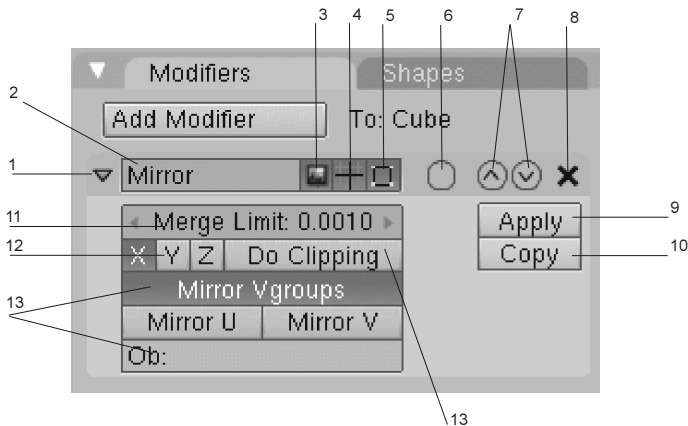 3 4 5 6 7 8
Modifiers Shapes
2
Add Modifier To: Cube
1
Mirror
11
Merge Limit: 0.0010 Apply
9
12
X Y Z Do Clipping Copy
10
13
Mirror Vgroups
Mirror U Mirror V
Ob:
13